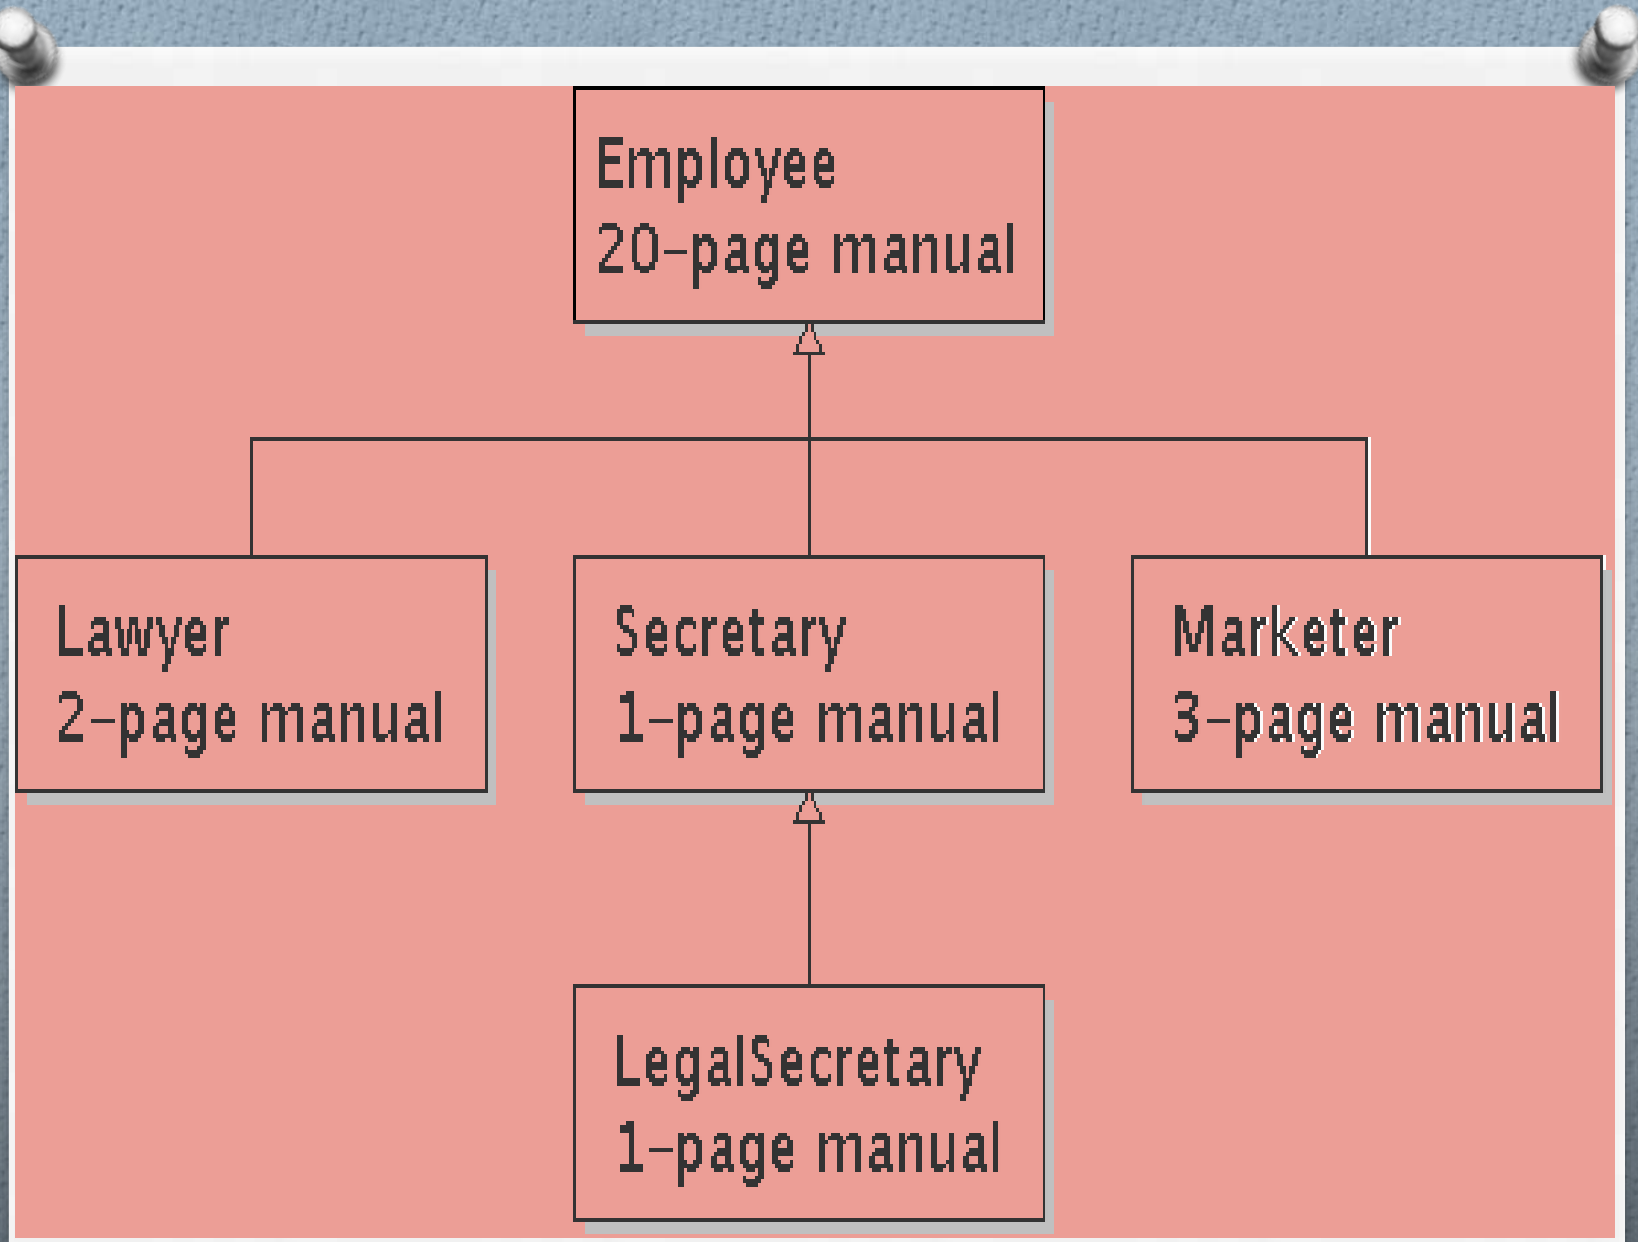 Employee
20-page manual
Lawyer
2-page manual
Secretary
1-page manual
Marketer
3-page manual
LegalSecretary
1-page manual